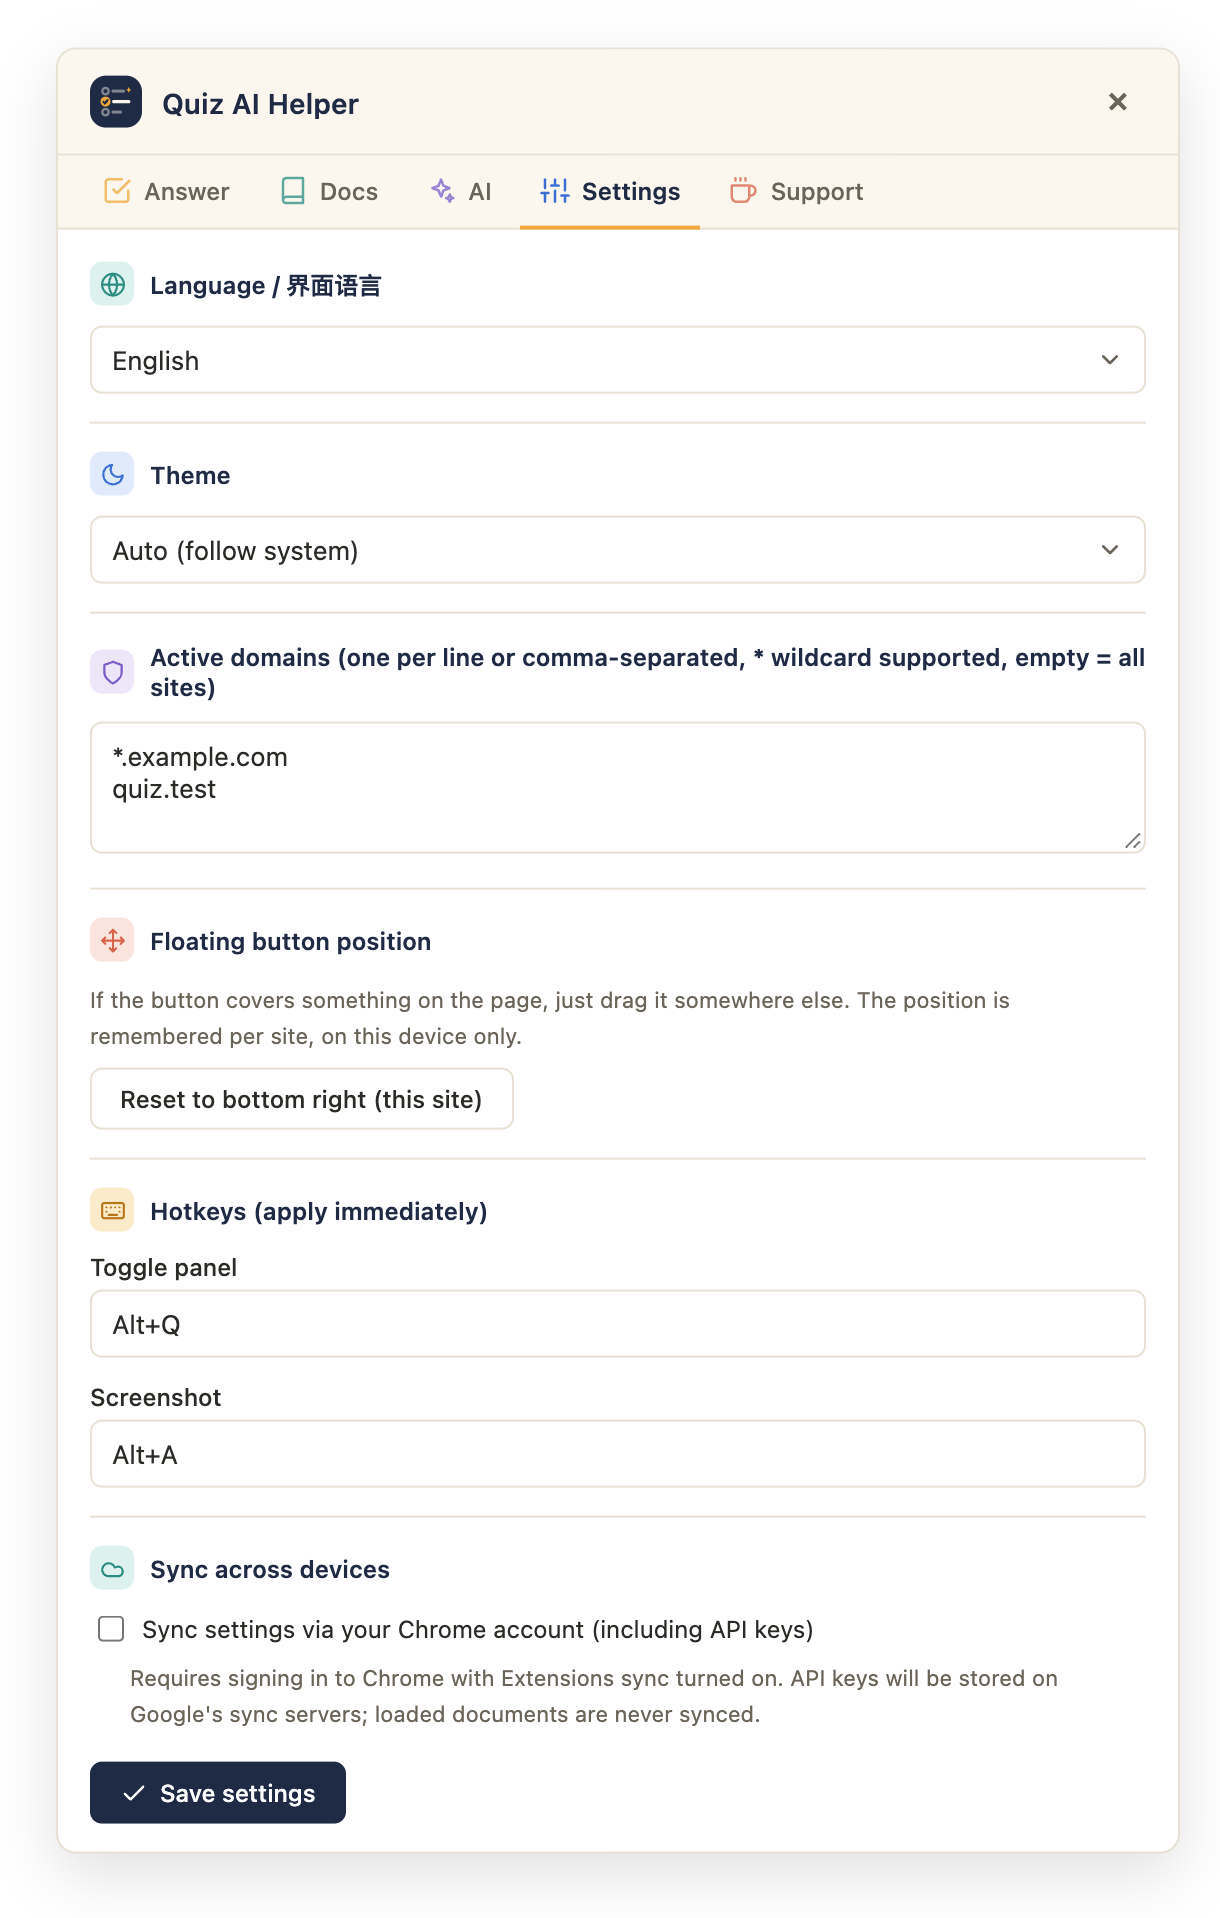 Quiz AI Helper
Answer
Docs
AI
Settings
Support
Language / 界面语言
English
Theme
Auto (follow system)
Active domains (one per line or comma-separated, * wildcard supported, empty = all
sites)
*.example.com
quiz.test
Floating button position
If the button covers something on the page, just drag it somewhere else. The position is
remembered per site, on this device only.
Reset to bottom right (this site)
Hotkeys (apply immediately)
Toggle panel
Alt+Q
Screenshot
Alt+A
Sync across devices
Sync settings via your Chrome account (including API keys)
Requires signing in to Chrome with Extensions sync turned on. API keys will be stored on
Google's sync servers; loaded documents are never synced.
Save settings